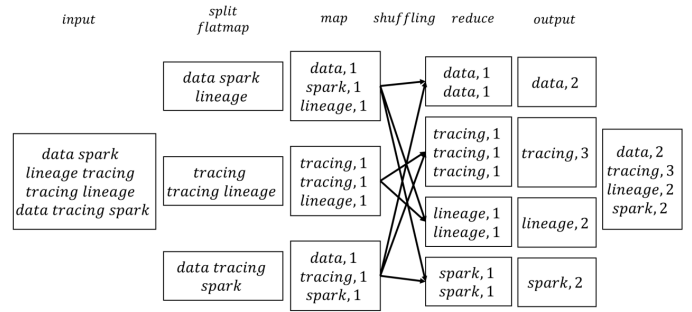 input
split
flatmap
map
shuffling
reduce
output
data spark
lineage tracing
tracing lineage
data tracing spark
data spark
lineage
tracing
tracing lineage
data tracing
spark
data, 1
spark, 1
lineage, 1
tracing, 1
tracing, 1
lineage, 1
data, 1
tracing, 1
spark, 1
data, 1
data, 1
tracing, 1
tracing, 1
tracing, 1
lineage, 1
lineage, 1
spark, 1
spark, 1
data, 2
tracing, 3
lineage, 2
spark, 2
data, 2
tracing, 3
lineage, 2
spark, 2